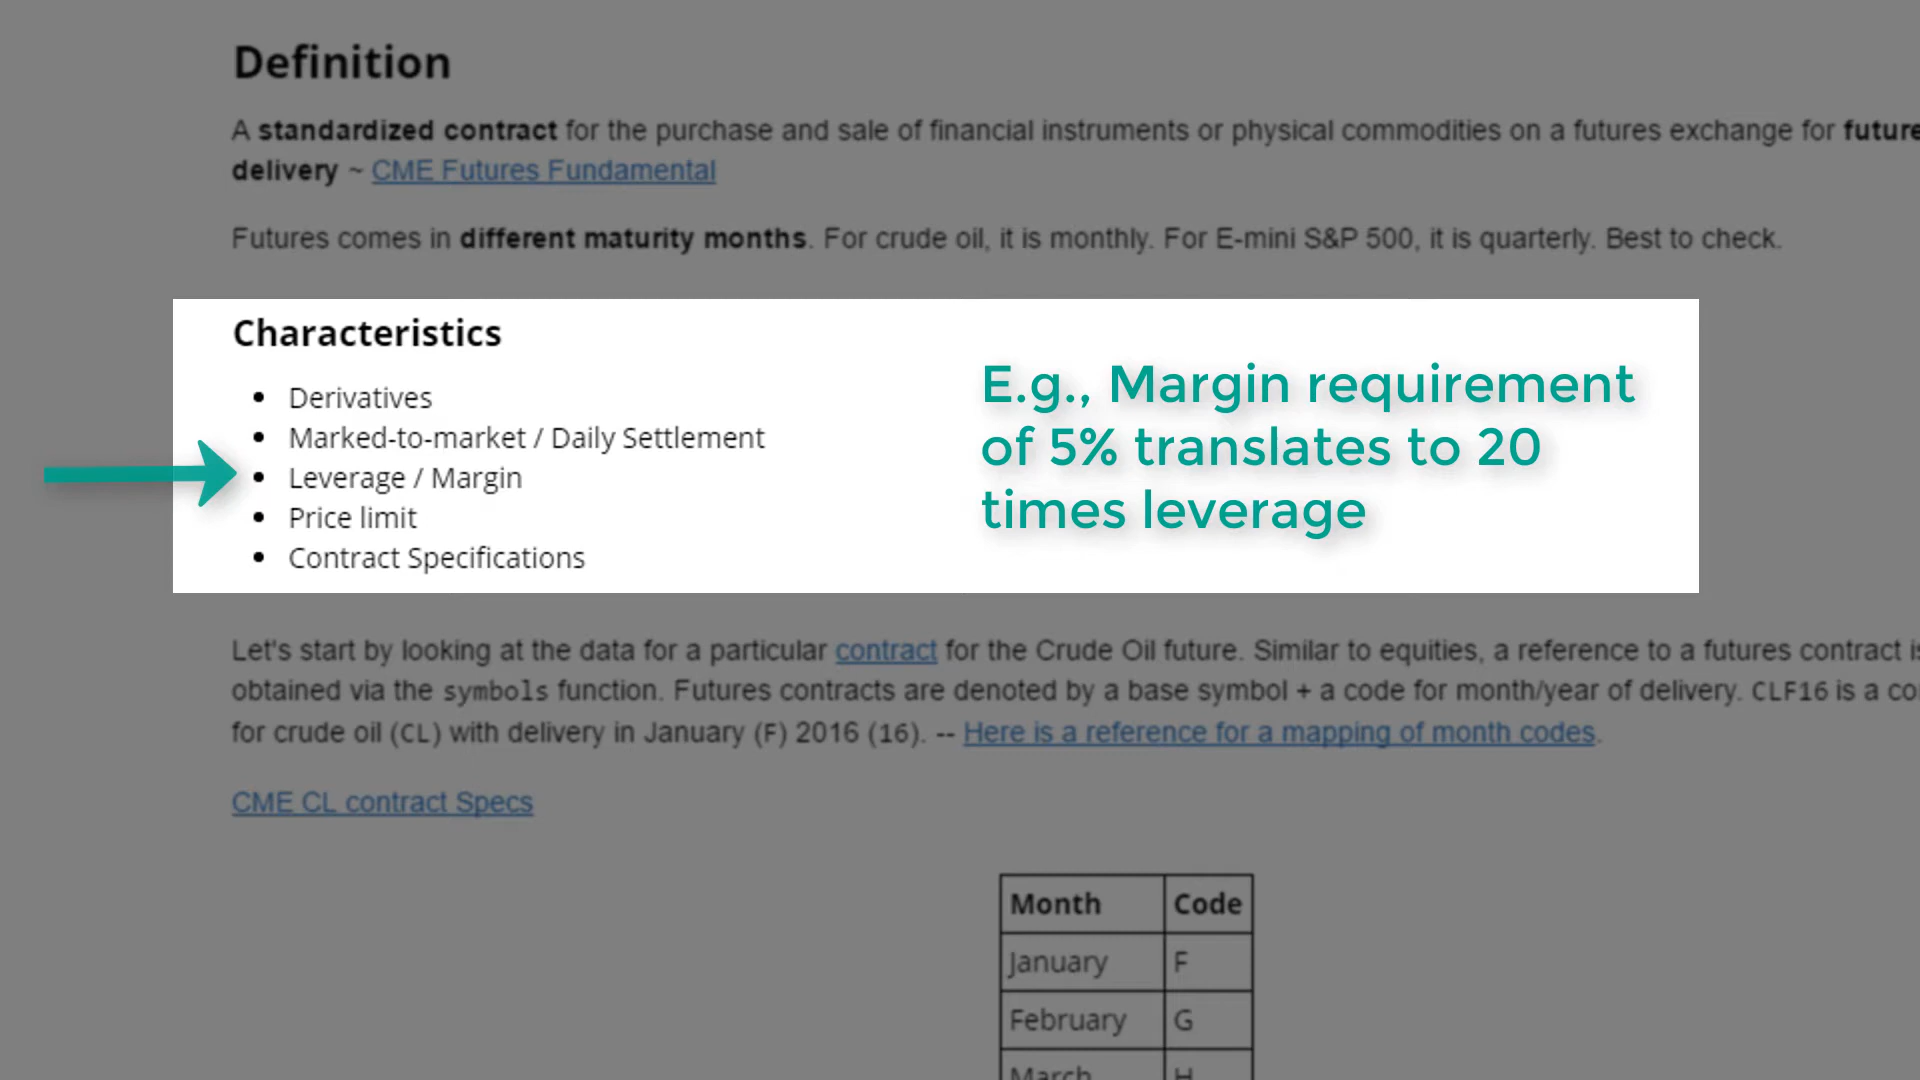 Definition
A standardized contract for the purchase and sale of financial instruments or physical commodities on a futures exchange for future
delivery ~ CME Futures Fundamental
Futures comes in different maturity months. For crude oil, it is monthly. For E-mini S&P 500, it is quarterly. Best to check.
Characteristics
• Derivatives
• Marked-to-market / Daily Settlement
• Leverage / Margin
• Price limit
• Contract Specifications
E.g., Margin requirement
of 5% translates to 20
times leverage
Let's start by looking at the data for a particular contract for the Crude Oil future. Similar to equities, a reference to a futures contract is
obtained via the symbols function. Futures contracts are denoted by a base symbol + a code for month/year of delivery. CLF16 is a co
for crude oil (CL) with delivery in January (F) 2016 (16). -- Here is a reference for a mapping of month codes.
CME CL contract Specs
Month Code
January F
February G
March H